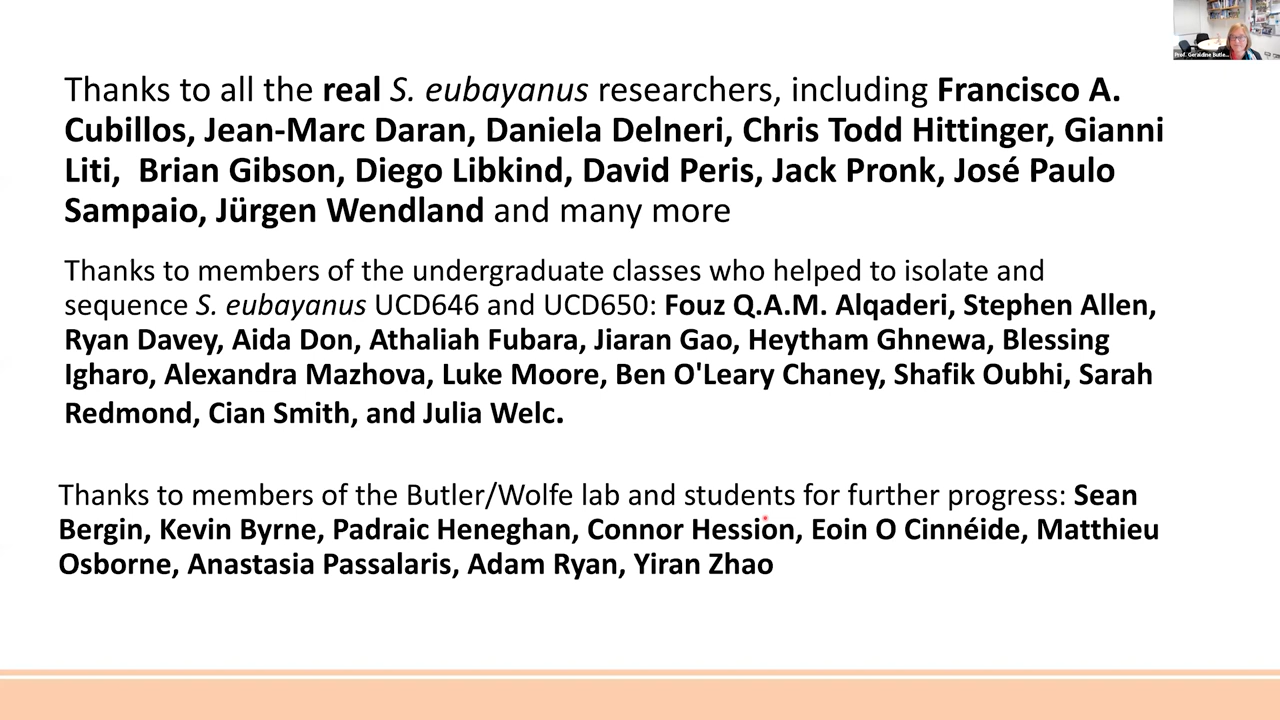 Prof. Geraldine Butle...
Thanks to all the real S. eubayanus researchers, including Francisco A.
Cubillos, Jean-Marc Daran, Daniela Delneri, Chris Todd Hittinger, Gianni
Liti,  Brian Gibson, Diego Libkind, David Peris, Jack Pronk, José Paulo
Sampaio, Jürgen Wendland and many more
Thanks to members of the undergraduate classes who helped to isolate and
sequence S. eubayanus UCD646 and UCD650: Fouz Q.A.M. Alqaderi, Stephen Allen,
Ryan Davey, Aida Don, Athaliah Fubara, Jiaran Gao, Heytham Ghnewa, Blessing
Igharo, Alexandra Mazhova, Luke Moore, Ben O'Leary Chaney, Shafik Oubhi, Sarah
Redmond, Cian Smith, and Julia Welc.
Thanks to members of the Butler/Wolfe lab and students for further progress: Sean
Bergin, Kevin Byrne, Padraic Heneghan, Connor Hession, Eoin O Cinnéide, Matthieu
Osborne, Anastasia Passalaris, Adam Ryan, Yiran Zhao